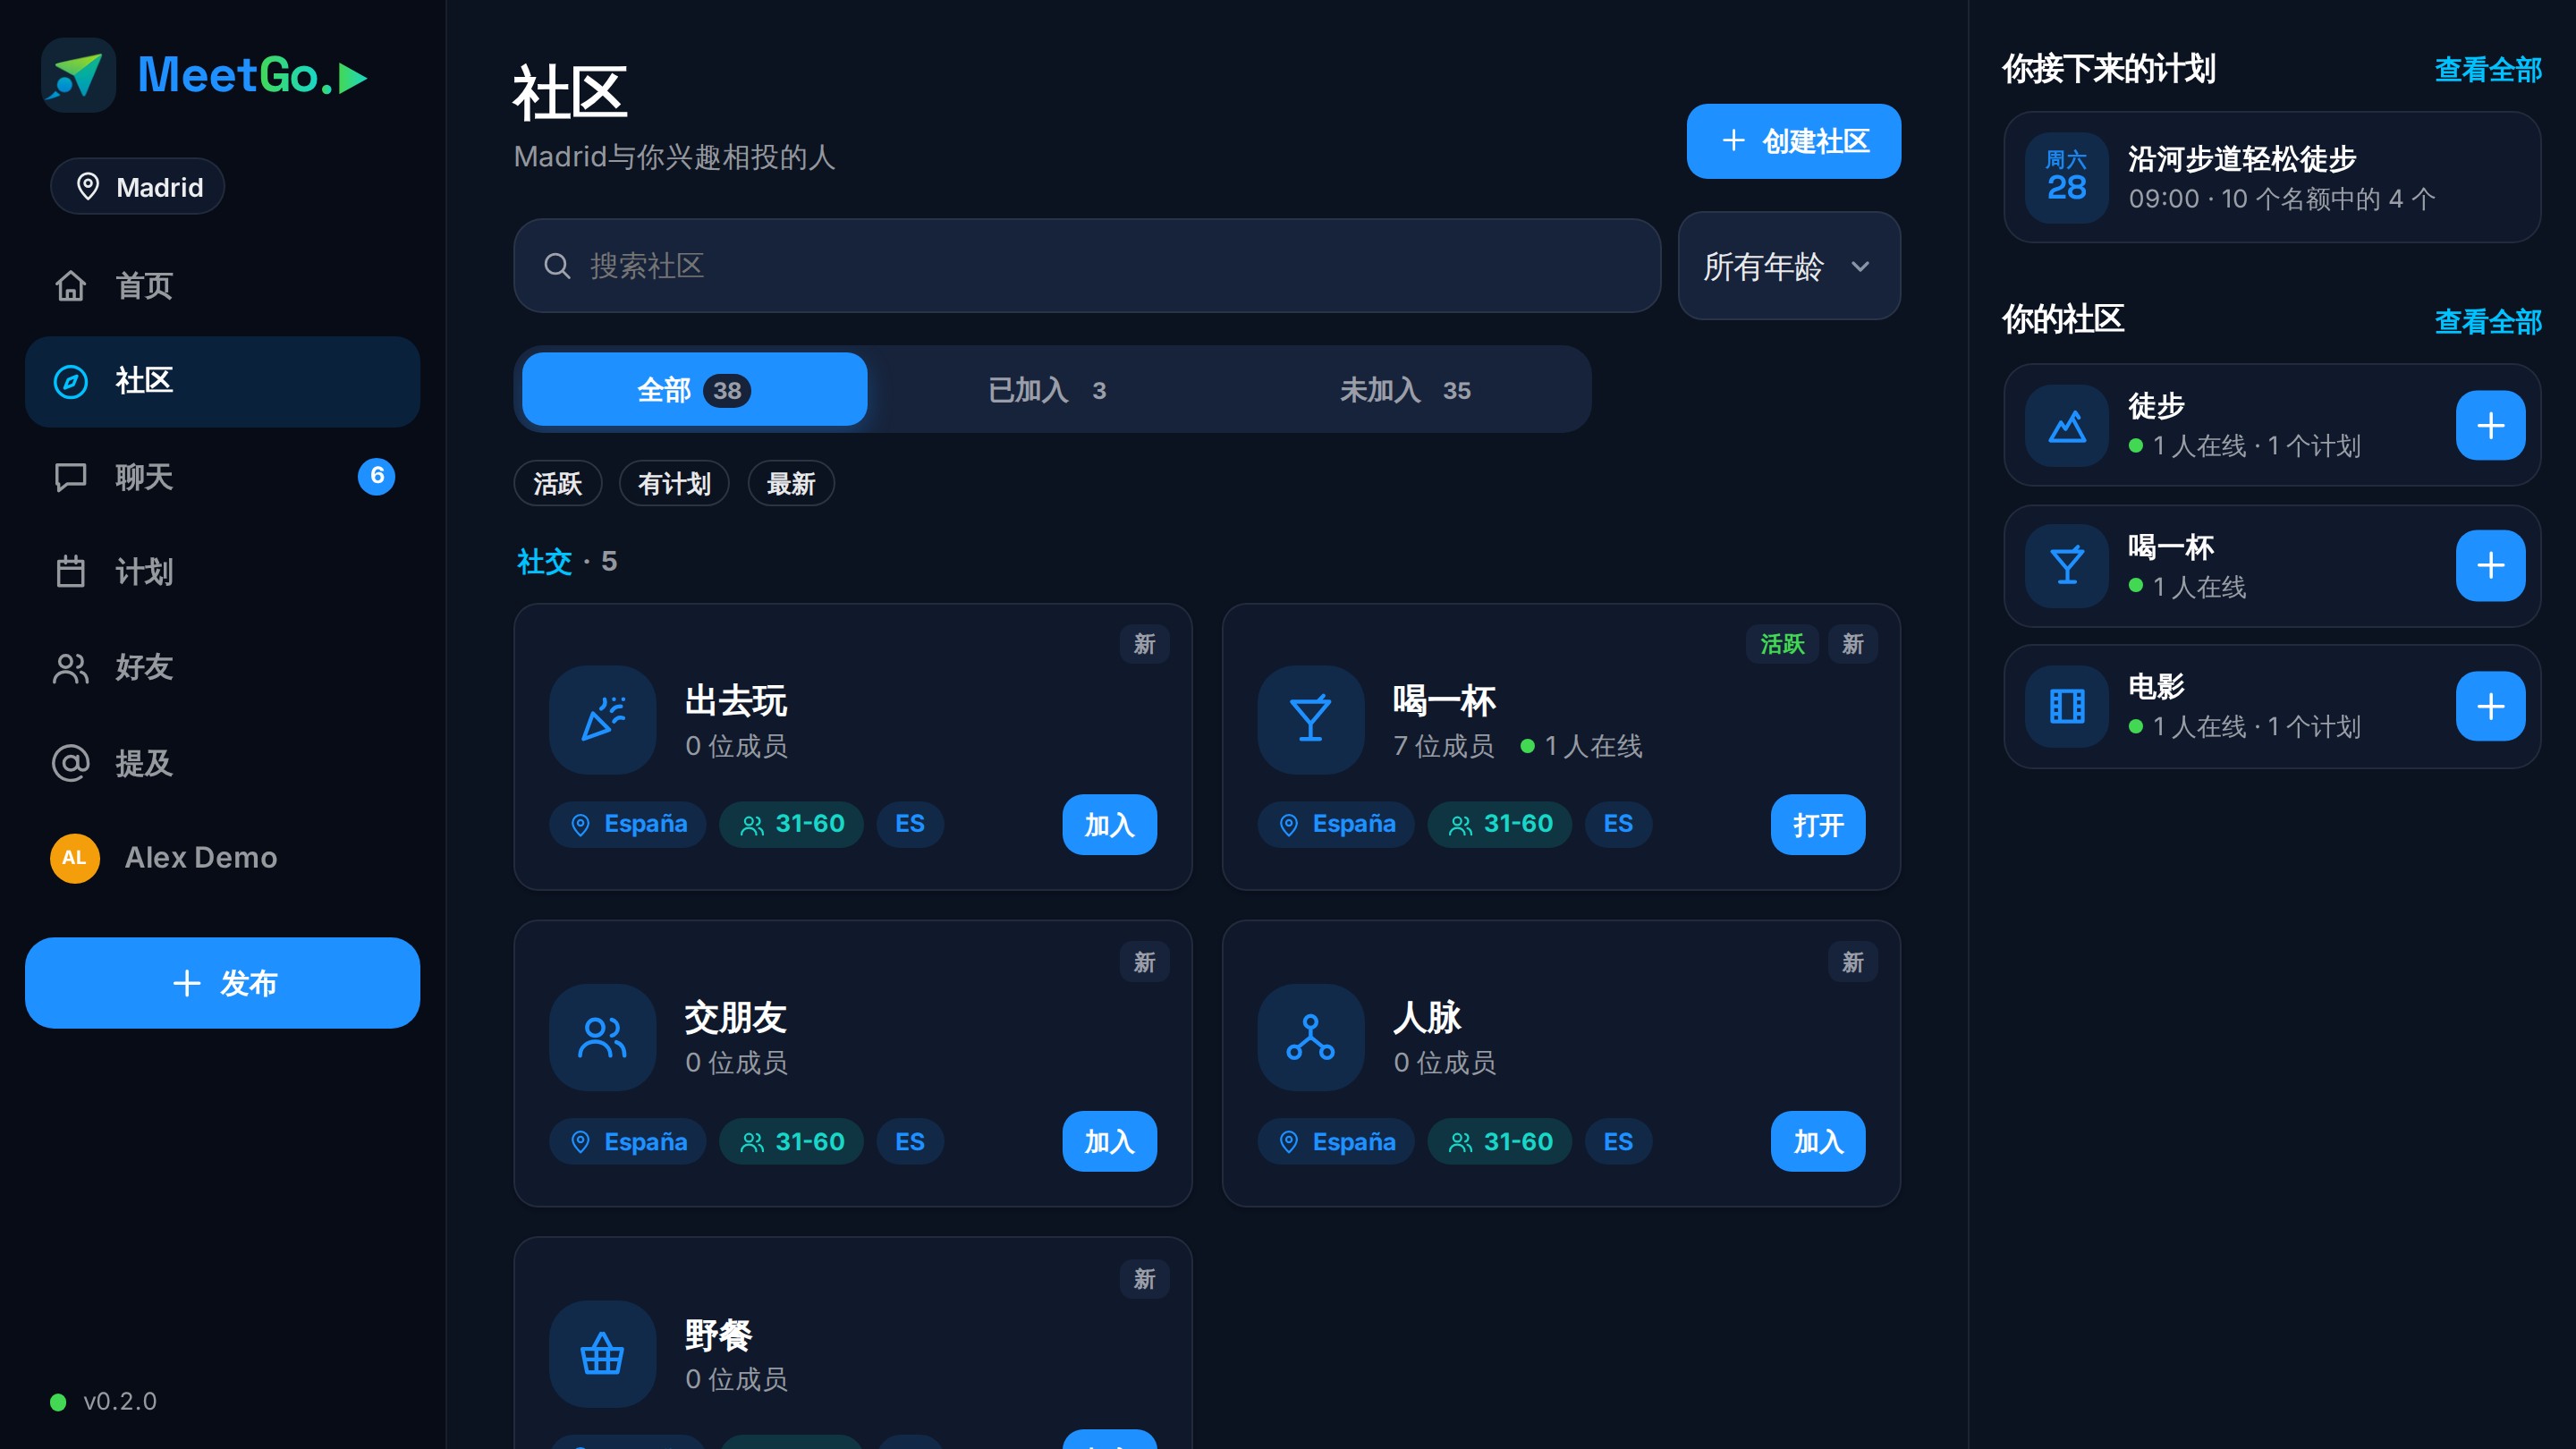 MeetGo.
Madrid
首页
社区
聊天 6
计划
好友
提及
AL Alex Demo
发布
v0.2.0
社区
Madrid与你兴趣相投的人
创建社区
搜索社区
所有年龄
全部 38 已加入 3 未加入 35
活跃 有计划 最新
社交 · 5
新
出去玩
0 位成员
España 31-60 ES 加入
活跃 新
喝一杯
7 位成员 1 人在线
España 31-60 ES 打开
新
交朋友
0 位成员
España 31-60 ES 加入
新
人脉
0 位成员
España 31-60 ES 加入
新
野餐
0 位成员
你接下来的计划 查看全部
周六
28
沿河步道轻松徒步
09:00 · 10 个名额中的 4 个
你的社区 查看全部
徒步
1 人在线 · 1 个计划
喝一杯
1 人在线
电影
1 人在线 · 1 个计划